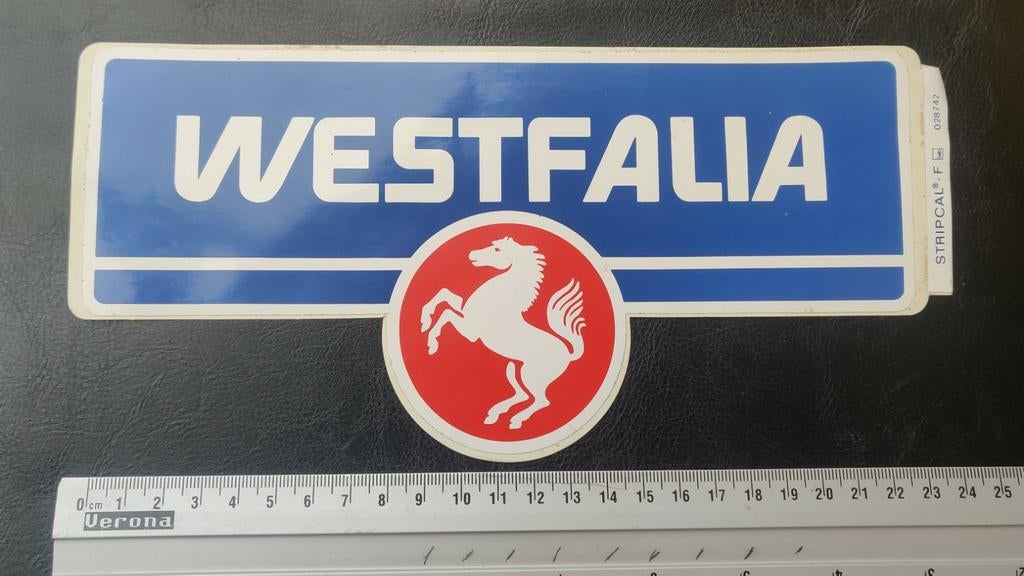 WESTFALIA
STRIPCAL® - F 028742
0 cm 1 2 3 4 5 6 7 8 9 10 11 12 13 14 15 16 17 18 19 20 21 22 23 24 25
Verona